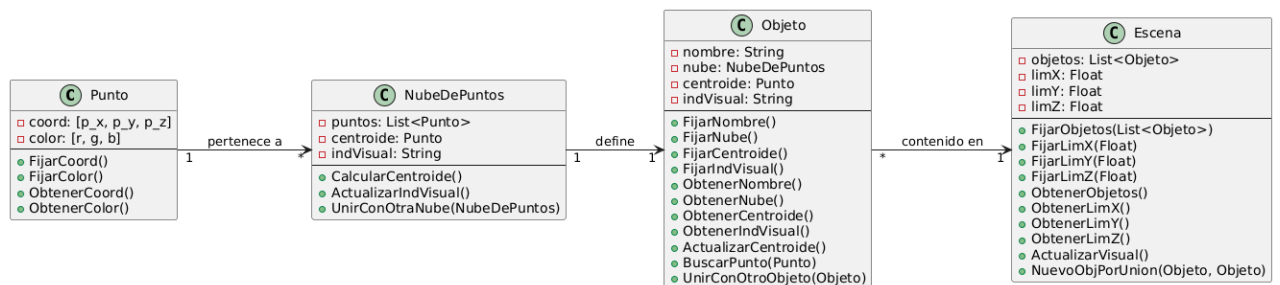 C Punto
coord: [p_x, p_y, p_z]
color: [r, g, b]
FijarCoord()
FijarColor()
ObtenerCoord()
ObtenerColor()
pertenece a
1
*
C NubeDePuntos
puntos: List<Punto>
centroide: Punto
indVisual: String
CalcularCentroide()
ActualizarIndVisual()
UnirConOtraNube(NubeDePuntos)
define
1
1
C Objeto
nombre: String
nube: NubeDePuntos
centroide: Punto
indVisual: String
FijarNombre()
FijarNube()
FijarCentroide()
FijarIndVisual()
ObtenerNombre()
ObtenerNube()
ObtenerCentroide()
ObtenerIndVisual()
ActualizarCentroide()
BuscarPunto(Punto)
UnirConOtroObjeto(Objeto)
contenido en
*
1
C Escena
objetos: List<Objeto>
limX: Float
limY: Float
limZ: Float
FijarObjetos(List<Objeto>)
FijarLimX(Float)
FijarLimY(Float)
FijarLimZ(Float)
ObtenerObjetos()
ObtenerLimX()
ObtenerLimY()
ObtenerLimZ()
ActualizarVisual()
NuevoObjPorUnion(Objeto, Objeto)